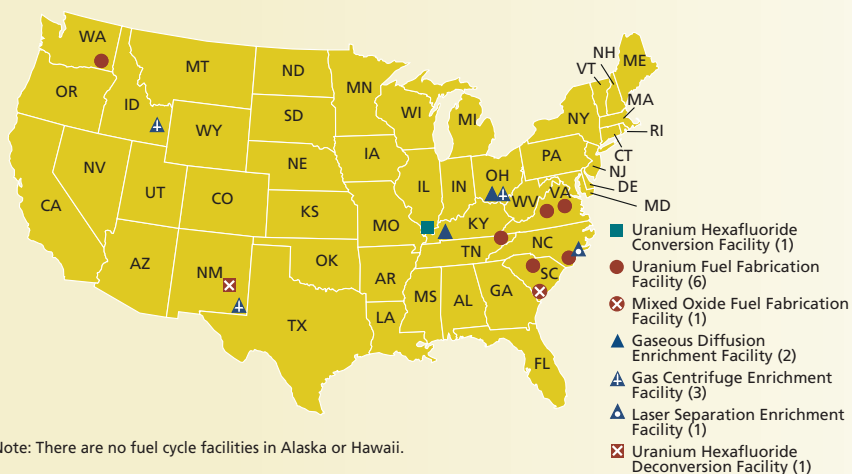 WA
MT
ND
MN
OR
ID
SD
WI
MI
NY
VT
NH
ME
MA
RI
CT
NJ
DE
MD
WY
IA
NE
PA
OH
IL
IN
NV
UT
CO
KS
MO
KY
WV
VA
CA
AZ
NM
OK
AR
TN
NC
SC
TX
LA
MS
AL
GA
FL
Uranium Hexafluoride
Conversion Facility (1)
Uranium Fuel Fabrication
Facility (6)
Mixed Oxide Fuel Fabrication
Facility (1)
Gaseous Diffusion
Enrichment Facility (2)
Gas Centrifuge Enrichment
Facility (3)
Laser Separation Enrichment
Facility (1)
Uranium Hexafluoride
Deconversion Facility (1)
Note: There are no fuel cycle facilities in Alaska or Hawaii.